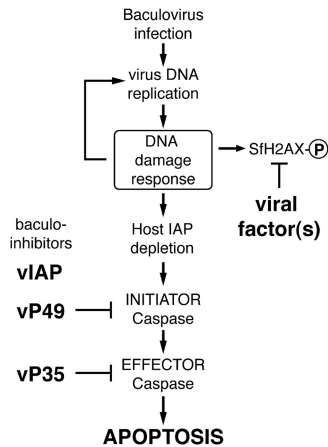 Baculovirus
infection
virus DNA
replication
DNA
damage
response
SfH2AX-P
viral
factor(s)
Host IAP
depletion
baculo-
inhibitors
vIAP
vP49
INITIATOR
Caspase
vP35
EFFECTOR
Caspase
APOPTOSIS